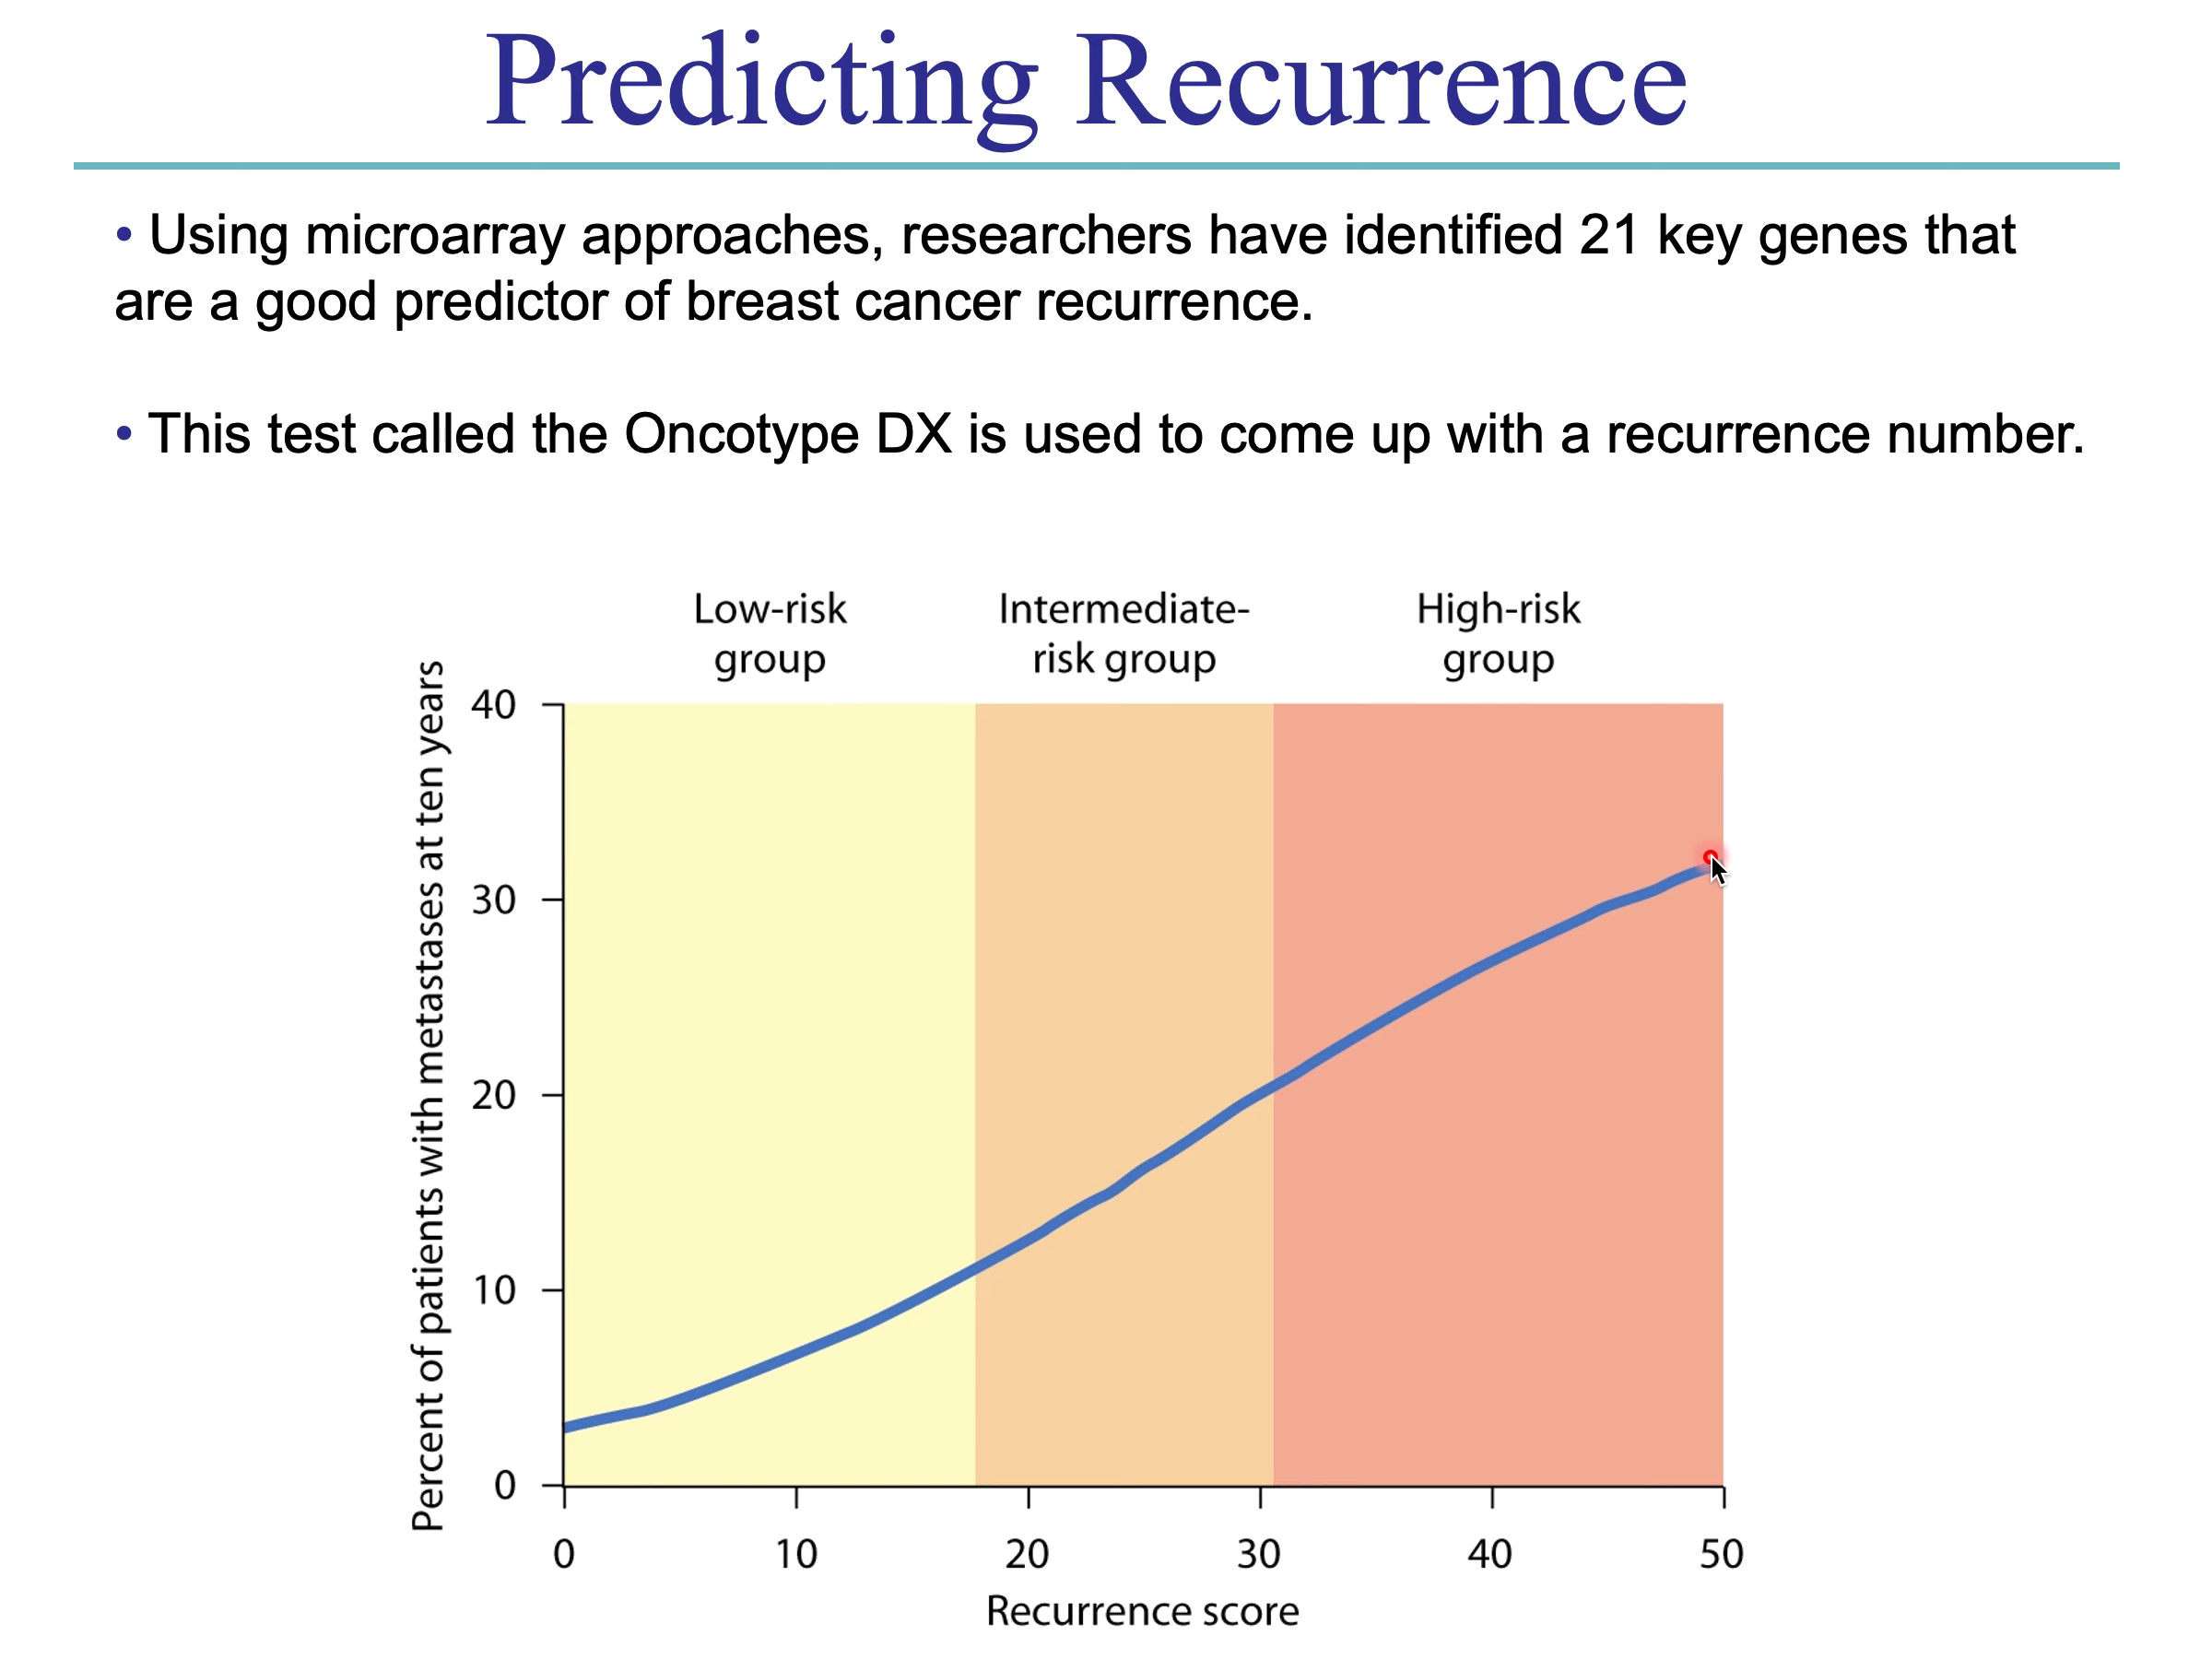 Predicting Recurrence
• Using microarray approaches, researchers have identified 21 key genes that
are a good predictor of breast cancer recurrence.
• This test called the Oncotype DX is used to come up with a recurrence number.
Low-risk
group
Intermediate-
risk group
High-risk
group
Percent of patients with metastases at ten years
40
30
20
10
0
0 10 20 30 40 50
Recurrence score